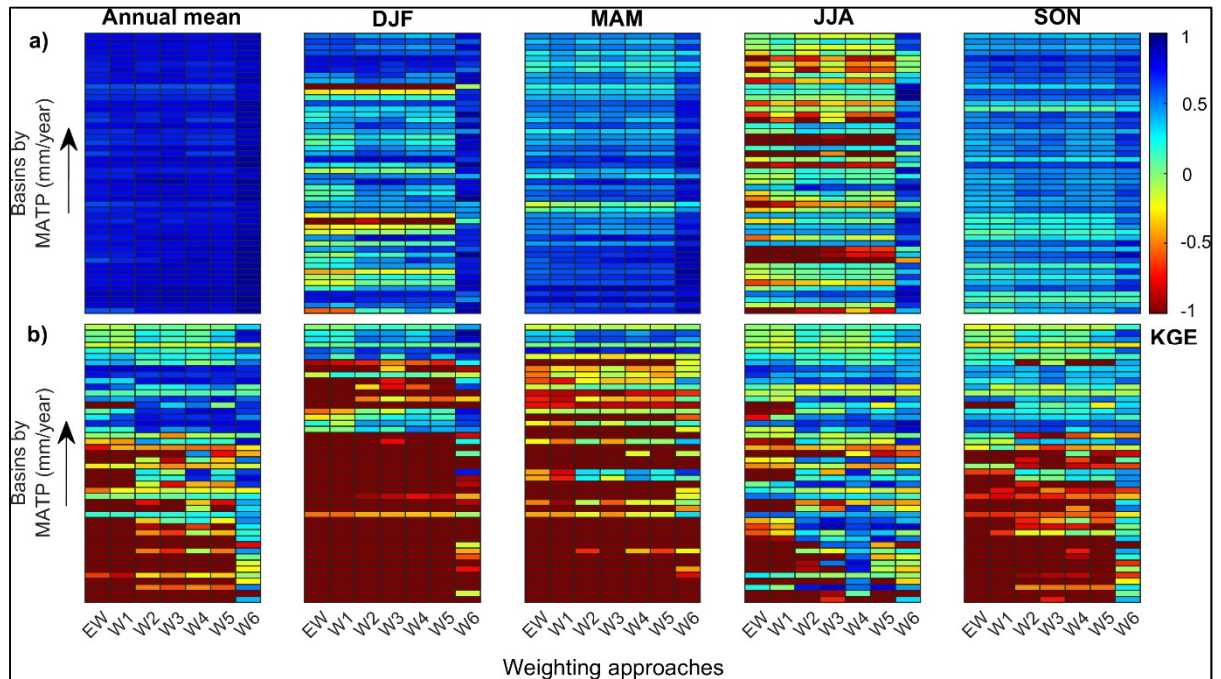 Annual mean DJF MAM JJA SON
a)
Basins by
MATP (mm/year)
1
0.5
0
-0.5
-1
KGE
b)
Basins by
MATP (mm/year)
EW W1 W2 W3 W4 W5 W6 EW W1 W2 W3 W4 W5 W6 EW W1 W2 W3 W4 W5 W6 EW W1 W2 W3 W4 W5 W6 EW W1 W2 W3 W4 W5 W6
Weighting approaches